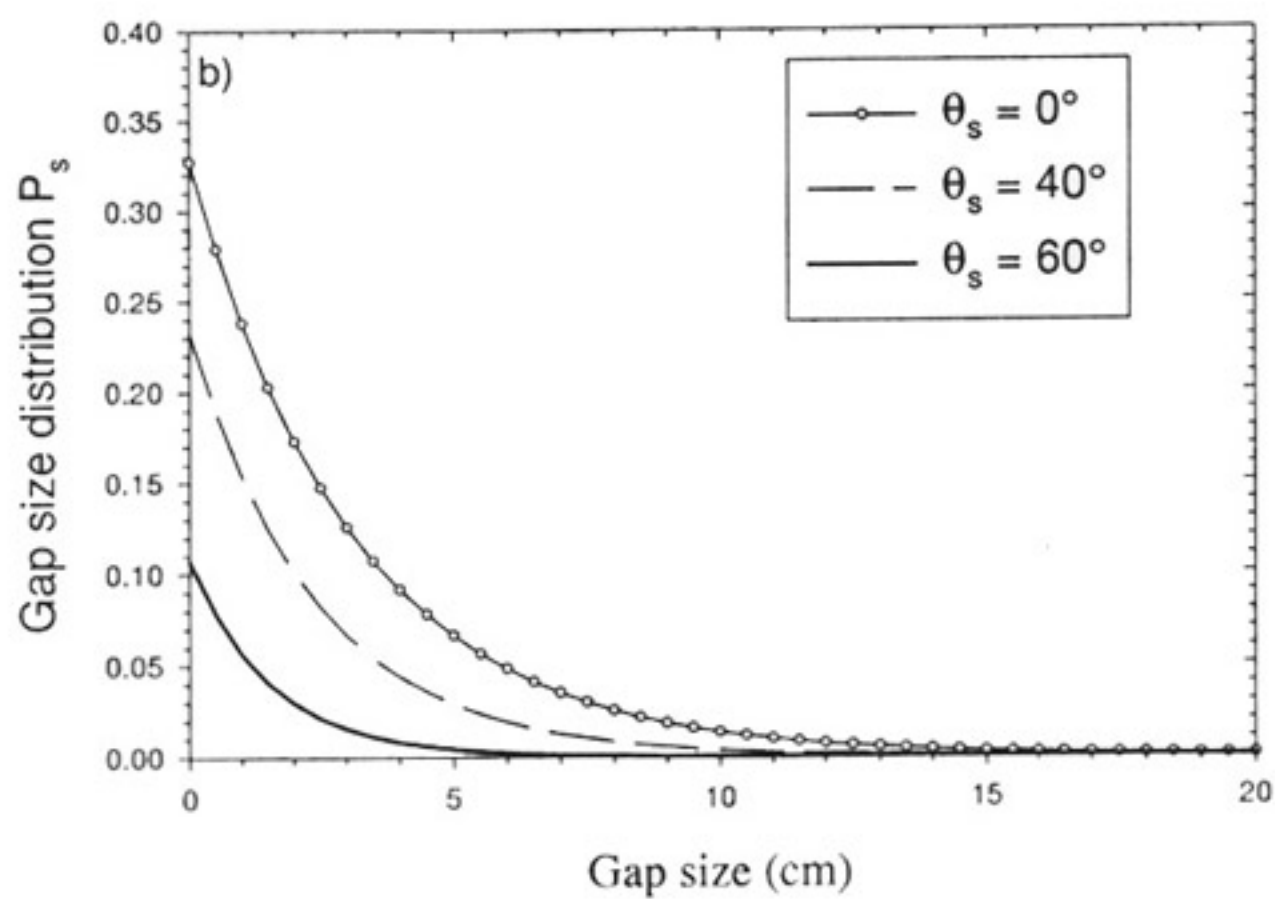 b)
θs = 0°
θs = 40°
θs = 60°
Gap size distribution Ps
0.40
0.35
0.30
0.25
0.20
0.15
0.10
0.05
0.00
0 5 10 15 20
Gap size (cm)